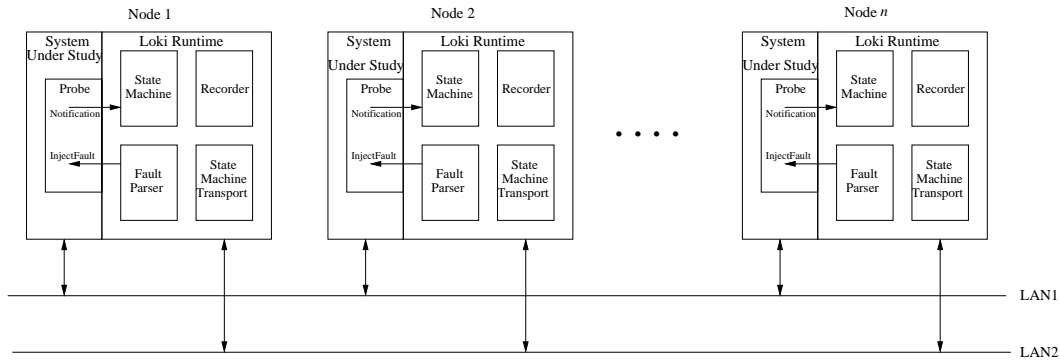 Node 1
System
Under Study
Loki Runtime
Probe
Notification
InjectFault
State
Machine
Recorder
Fault
Parser
State
Machine
Transport
Node 2
System
Under Study
Loki Runtime
Probe
Notification
InjectFault
State
Machine
Recorder
Fault
Parser
State
Machine
Transport
Node n
System
Under Study
Loki Runtime
Probe
Notification
InjectFault
State
Machine
Recorder
Fault
Parser
State
Machine
Transport
LAN1
LAN2